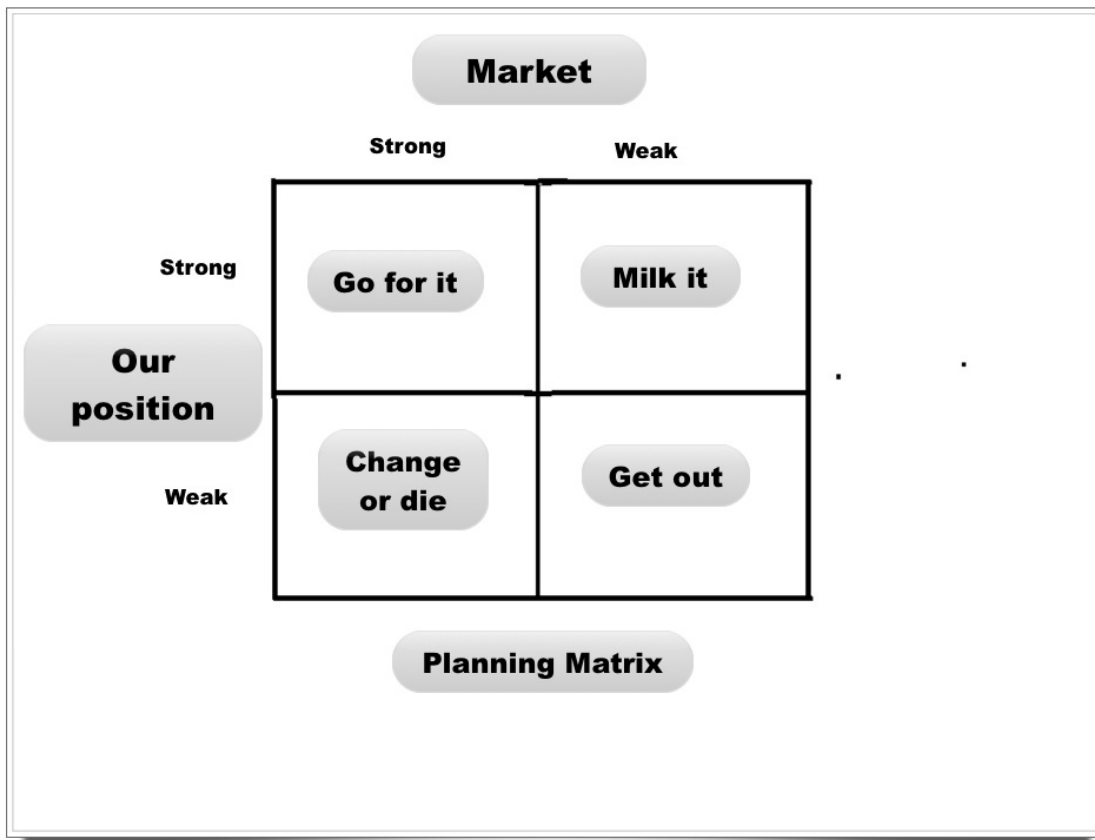 Market
Strong
Weak
Strong
Go for it
Milk it
Our
position
Change
or die
Get out
Weak
Planning Matrix